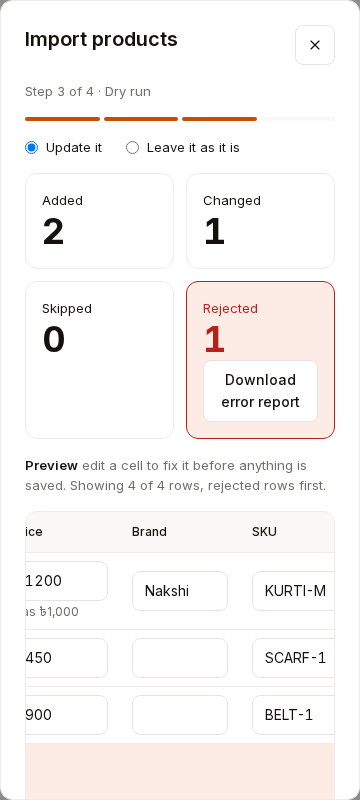 Import products
Step 3 of 4 · Dry run
Update it Leave it as it is
Added Changed
2 1
Skipped Rejected
0 1
Download
error report
Preview edit a cell to fix it before anything is
saved. Showing 4 of 4 rows, rejected rows first.
ice Brand SKU
1200 Nakshi KURTI-M
as ৳1,000
450 SCARF-1
900 BELT-1